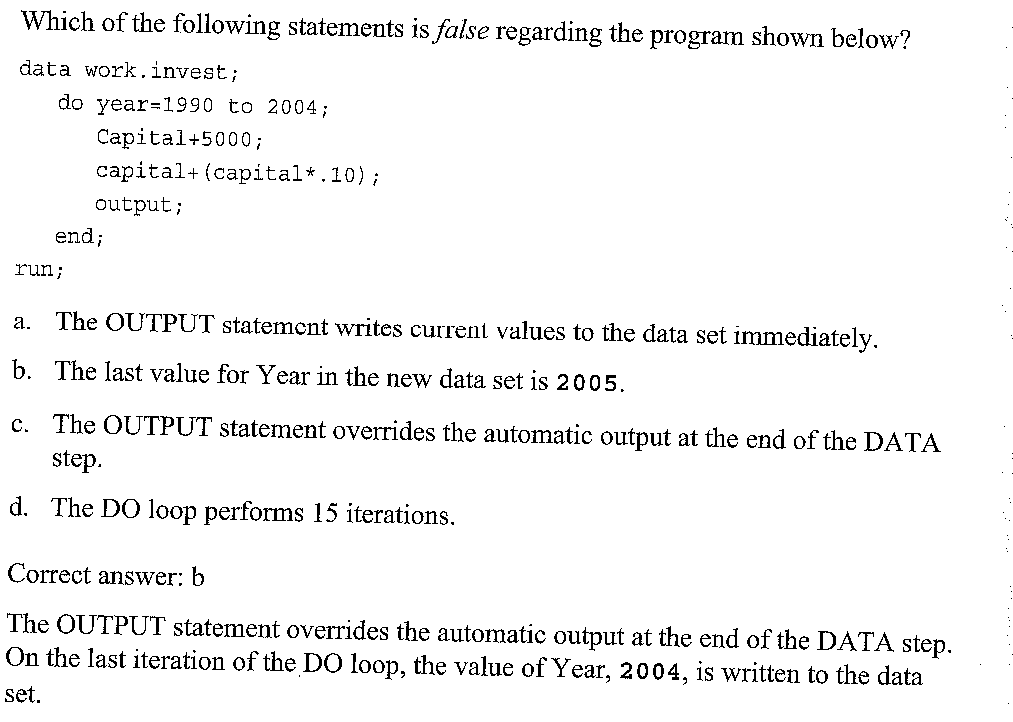 Which of the following statements is false regarding the program shown below?
data work.invest;
do year=1990 to 2004;
Capital+5000;
capital+(capital*.10);
output;
end;
run;
a. The OUTPUT statement writes current values to the data set immediately.
b. The last value for Year in the new data set is 2005.
c. The OUTPUT statement overrides the automatic output at the end of the DATA
step.
d. The DO loop performs 15 iterations.
Correct answer: b
The OUTPUT statement overrides the automatic output at the end of the DATA step.
On the last iteration of the DO loop, the value of Year, 2004, is written to the data
set.